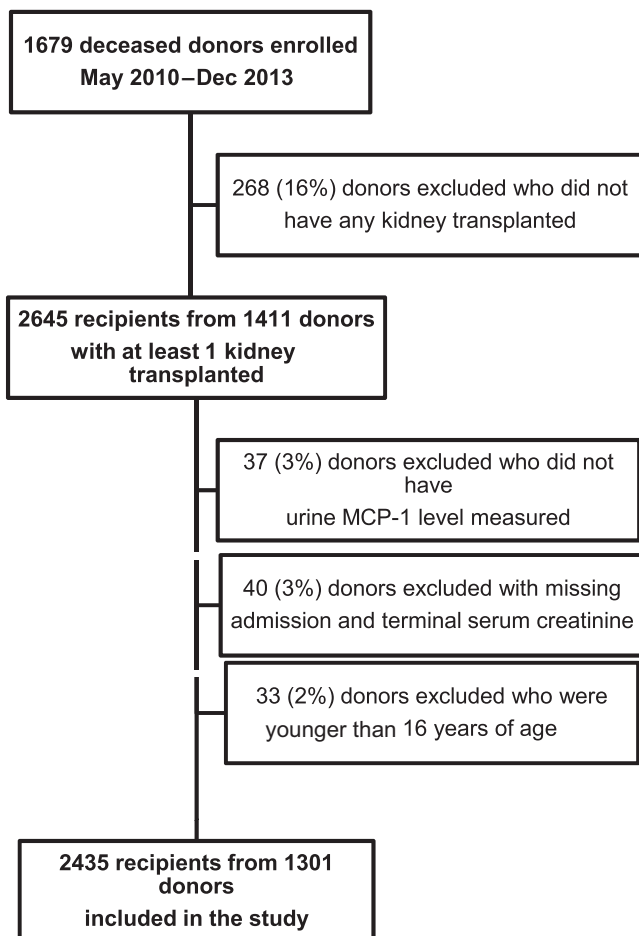 1679 deceased donors enrolled
May 2010–Dec 2013
268 (16%) donors excluded who did not
have any kidney transplanted
2645 recipients from 1411 donors
with at least 1 kidney
transplanted
37 (3%) donors excluded who did not
have
urine MCP-1 level measured
40 (3%) donors excluded with missing
admission and terminal serum creatinine
33 (2%) donors excluded who were
younger than 16 years of age
2435 recipients from 1301
donors
included in the study